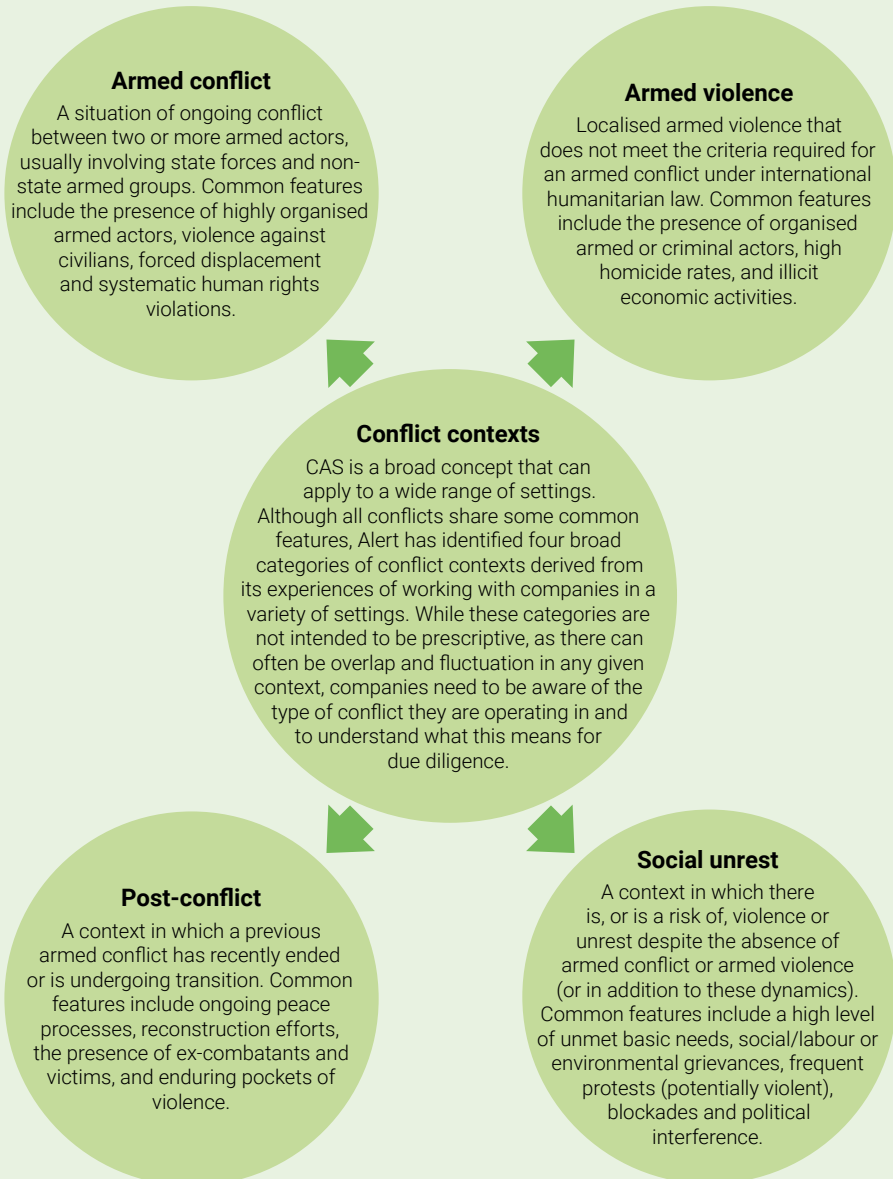 Armed conflict
A situation of ongoing conflict
between two or more armed actors,
usually involving state forces and non-
state armed groups. Common features
include the presence of highly organised
armed actors, violence against
civilians, forced displacement
and systematic human rights
violations.
Armed violence
Localised armed violence that
does not meet the criteria required for
an armed conflict under international
humanitarian law. Common features
include the presence of organised
armed or criminal actors, high
homicide rates, and illicit
economic activities.
Conflict contexts
CAS is a broad concept that can
apply to a wide range of settings.
Although all conflicts share some common
features, Alert has identified four broad
categories of conflict contexts derived from
its experiences of working with companies in a
variety of settings. While these categories are
not intended to be prescriptive, as there can
often be overlap and fluctuation in any given
context, companies need to be aware of the
type of conflict they are operating in and
to understand what this means for
due diligence.
Post-conflict
A context in which a previous
armed conflict has recently ended
or is undergoing transition. Common
features include ongoing peace
processes, reconstruction efforts,
the presence of ex-combatants and
victims, and enduring pockets of
violence.
Social unrest
A context in which there
is, or is a risk of, violence or
unrest despite the absence of
armed conflict or armed violence
(or in addition to these dynamics).
Common features include a high level
of unmet basic needs, social/labour or
environmental grievances, frequent
protests (potentially violent),
blockades and political
interference.